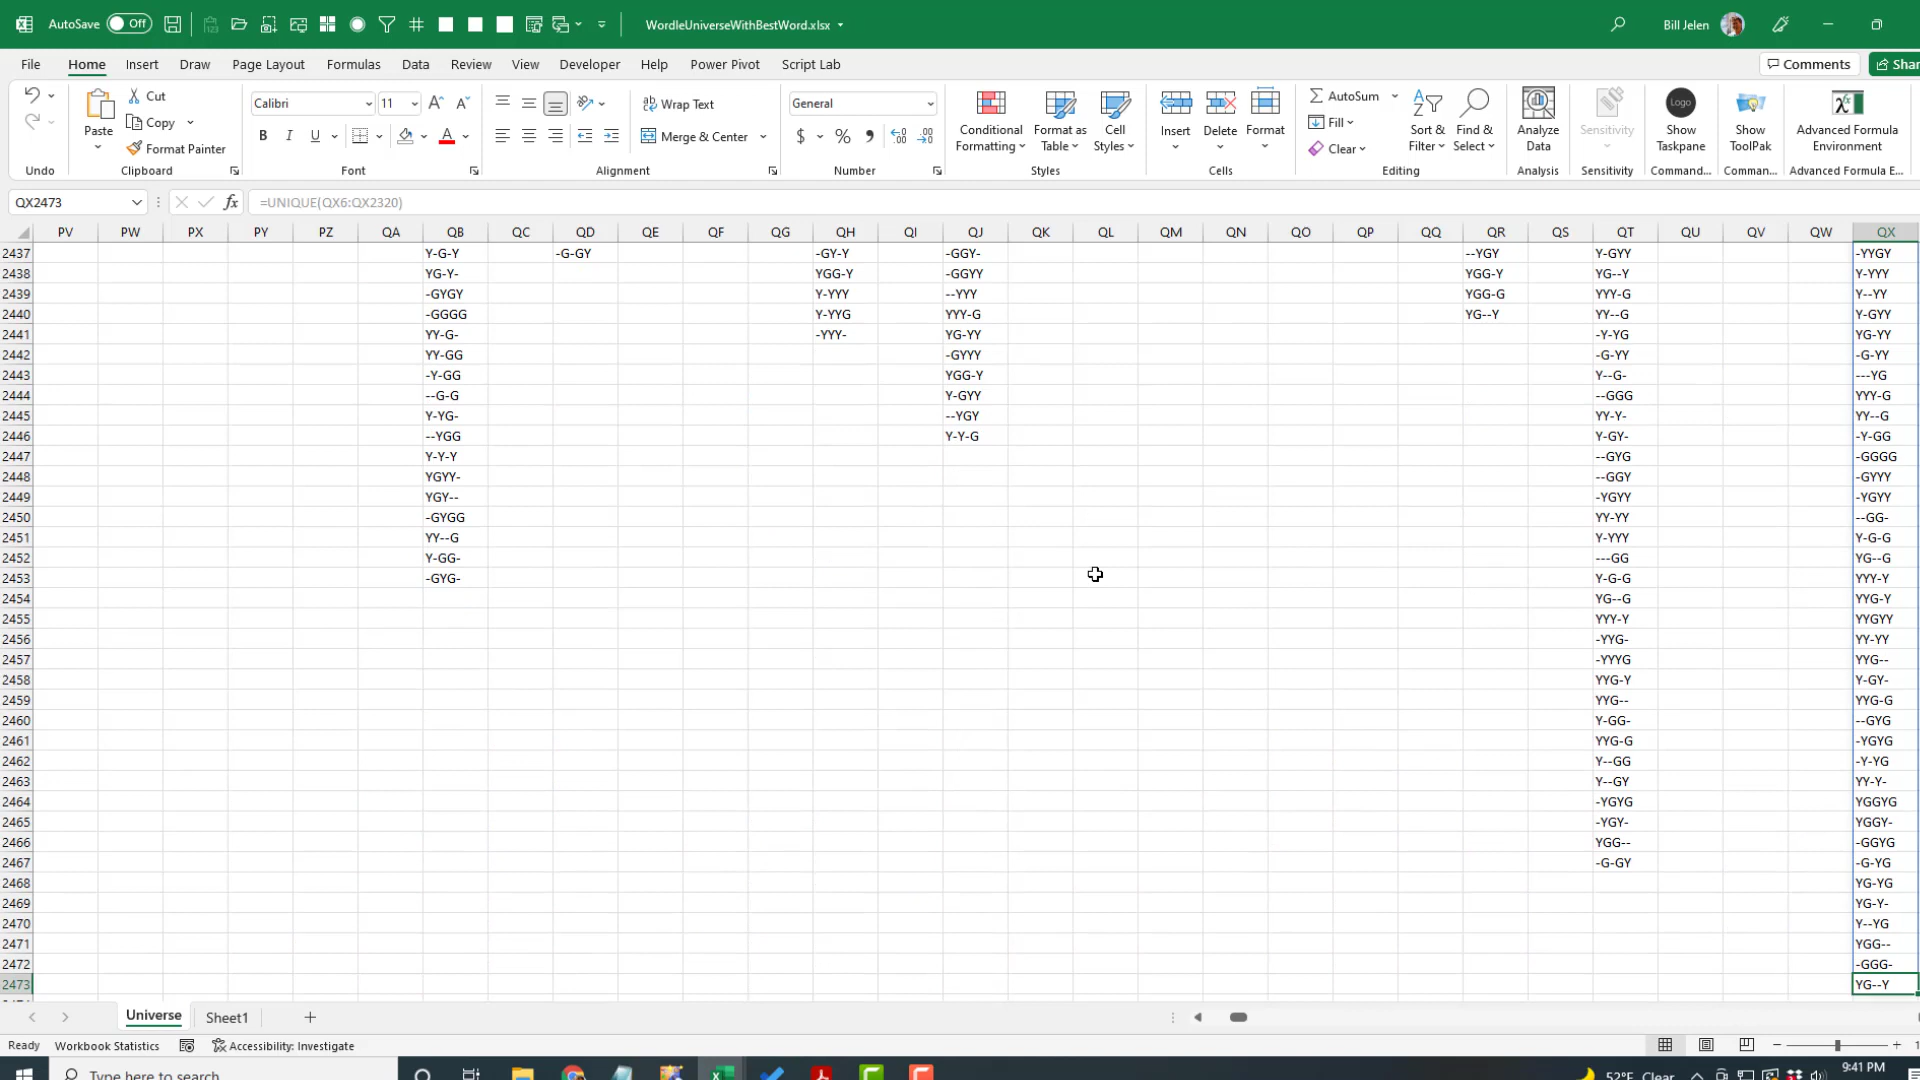 AutoSave Off WordleUniverseWithBestWord.xlsx Bill Jelen
File Home Insert Draw Page Layout Formulas Data Review View Developer Help Power Pivot Script Lab Comments Shar
Paste Cut Copy Format Painter
Calibri 11 B I U A A A
Wrap Text Merge & Center
General $ %
Conditional Formatting Format as Table Cell Styles
Insert Delete Format
AutoSum Fill Clear Sort & Filter Find & Select
Analyze Data Sensitivity Logo Show Taskpane Show ToolPak Advanced Formula Environment
Undo Clipboard Font Alignment Number Styles Cells Editing Analysis Sensitivity Comman... Comman... Advanced Formula E...
QX2473 fx =UNIQUE(QX6:QX2320)
PV PW PX PY PZ QA QB QC QD QE QF QG QH QI QJ QK QL QM QN QO QP QQ QR QS QT QU QV QW QX
2437 Y-G-Y -G-GY -GY-Y -GGY- --YGY Y-GYY -YYGY
2438 YG-Y- YGG-Y -GGYY YGG-Y YG--Y Y-YYY
2439 -GYGY Y-YYY --YYY YGG-G YYY-G Y--YY
2440 -GGGG Y-YYG YYY-G YG--Y YY--G Y-GYY
2441 YY-G- -YYY- YG-YY -Y-YG YG-YY
2442 YY-GG -GYYY -G-YY -G-YY
2443 -Y-GG YGG-Y Y--G- ---YG
2444 --G-G Y-GYY --GGG YYY-G
2445 Y-YG- --YGY YY-Y- YY--G
2446 --YGG Y-Y-G Y-GY- -Y-GG
2447 Y-Y-Y --GYG -GGGG
2448 YGYY- --GGY -GYYY
2449 YGY-- -YGYY -YGYY
2450 -GYGG YY-YY --GG-
2451 YY--G Y-YYY Y-G-G
2452 Y-GG- ---GG YG--G
2453 -GYG- Y-G-G YYY-Y
2454 YG--G YYG-Y
2455 YYY-Y YYGYY
2456 -YYG- YY-YY
2457 -YYYG YYG--
2458 YYG-Y Y-GY-
2459 YYG-- YYG-G
2460 Y-GG- --GYG
2461 YYG-G -YGYG
2462 Y--GG -Y-YG
2463 Y--GY YY-Y-
2464 -YGYG YGGYG
2465 -YGY- YGGY-
2466 YGG-- -GGYG
2467 -G-GY -G-YG
2468 YG-YG
2469 YG-Y-
2470 Y--YG
2471 YGG--
2472 -GGG-
2473 YG--Y
Universe Sheet1
Ready Workbook Statistics Accessibility: Investigate
Type here to search 52°F Clear 9:41 PM